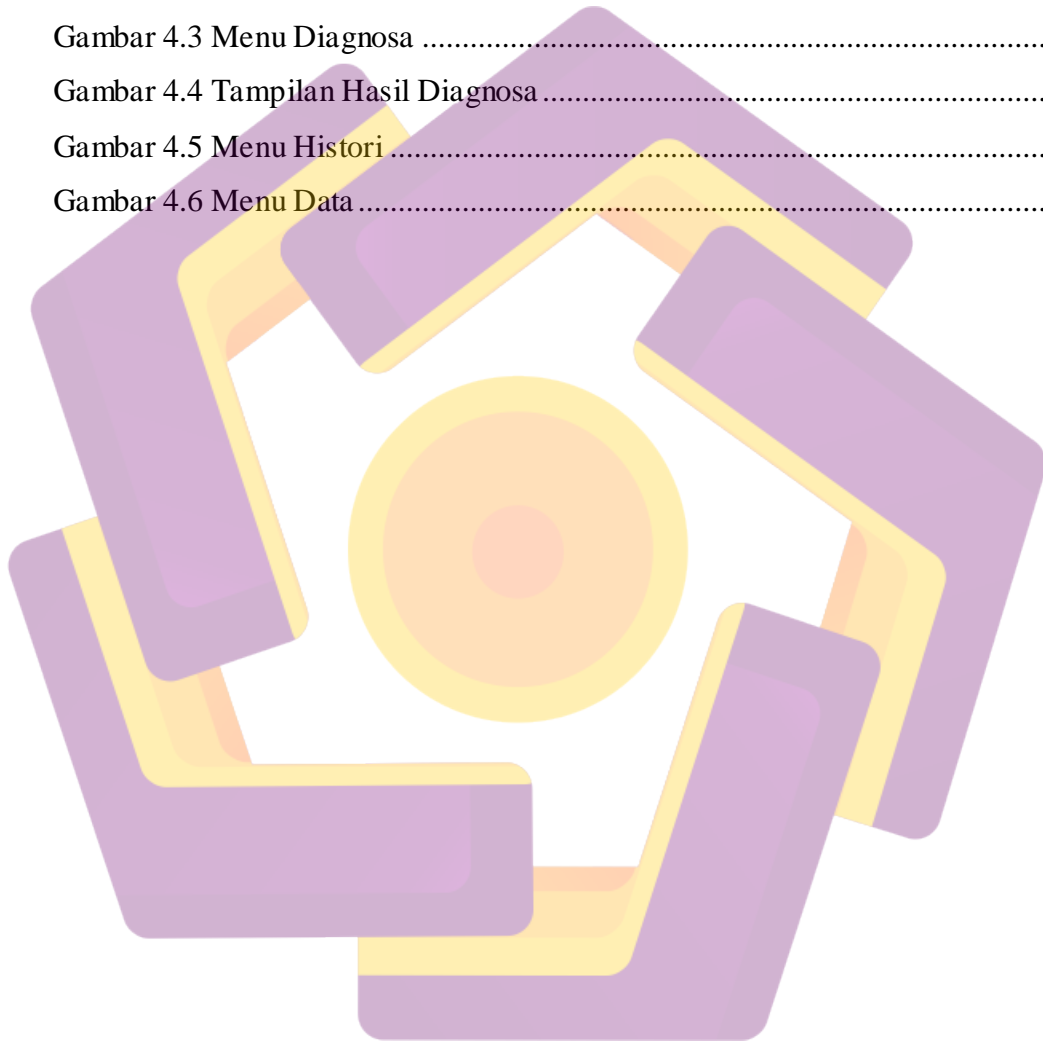 Gambar 4.3 Menu Diagnosa ....................................................................................
Gambar 4.4 Tampilan Hasil Diagnosa ..................................................................
Gambar 4.5 Menu Histori .......................................................................................
Gambar 4.6 Menu Data ...........................................................................................